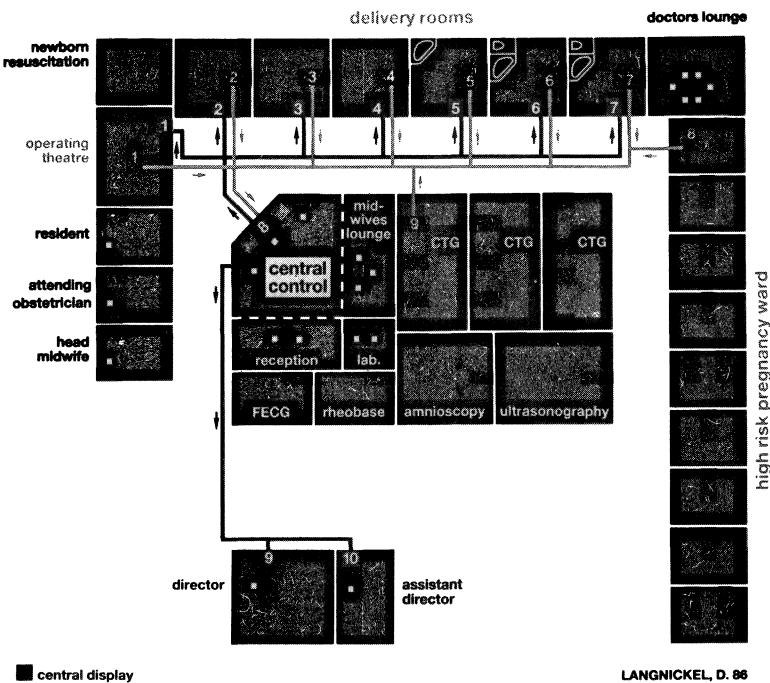 delivery rooms
doctors lounge
newborn
resuscitation
2
3
4
5
6
7
2
3
4
5
6
7
1
1
8
operating
theatre
mid-
wives
lounge
8
9
CTG
CTG
CTG
resident
central
control
attending
obstetrician
head
midwife
reception
lab.
FECG
rheobase
amnioscopy
ultrasonography
high risk pregnancy ward
9
10
director
assistant
director
central display
LANGNICKEL, D. 86